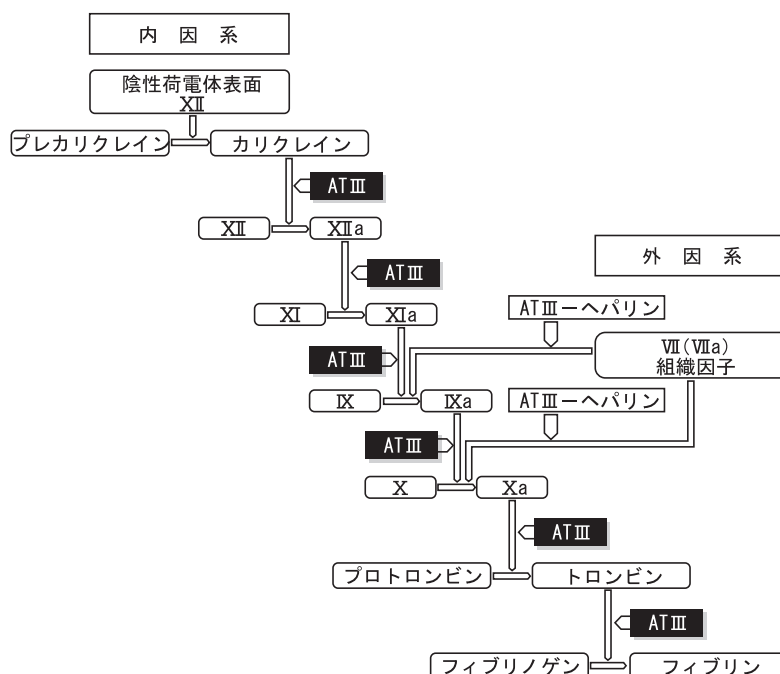 内 因 系
陰性荷電体表面
Ⅻ
プレカリクレイン
カリクレイン
ATⅢ
Ⅻ
Ⅻa
ATⅢ
外 因 系
Ⅺ
Ⅺa
ATⅢ－ヘパリン
ATⅢ
Ⅶ(Ⅶa)
組織因子
Ⅸ
Ⅸa
ATⅢ－ヘパリン
ATⅢ
Ⅹ
Ⅹa
ATⅢ
プロトロンビン
トロンビン
ATⅢ
フィブリノゲン
フィブリン